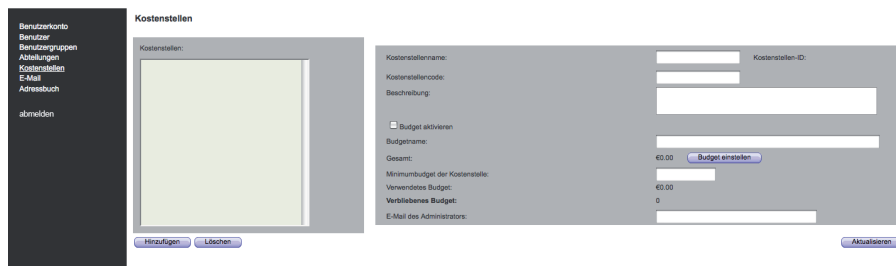 Benutzerkonto
Benutzer
Benutzergruppen
Abteilungen
Kostenstellen
E-Mail
Adressbuch
abmelden
Kostenstellen
Kostenstellen:
Hinzufügen Löschen
Kostenstellenname: Kostenstellen-ID:
Kostenstellencode:
Beschreibung:
Budget aktivieren
Budgetname:
Gesamt: €0.00 Budget einstellen
Minimumbudget der Kostenstelle:
Verwendetes Budget: €0.00
Verbliebenes Budget: 0
E-Mail des Administrators:
Aktualisieren